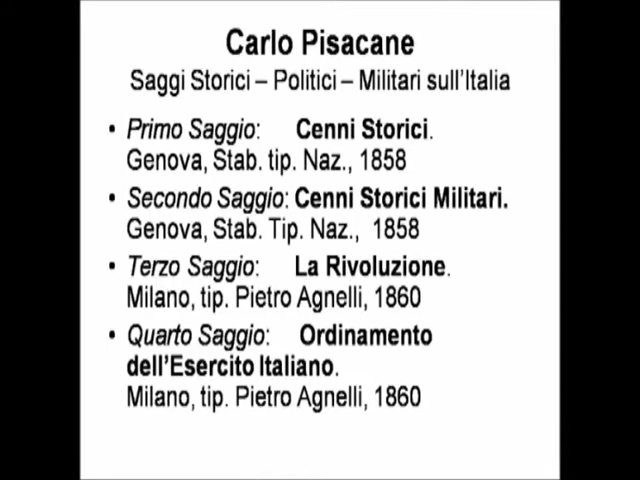 Carlo Pisacane
Saggi Storici – Politici – Militari sull'Italia
• Primo Saggio: Cenni Storici.
Genova, Stab. tip. Naz., 1858
• Secondo Saggio: Cenni Storici Militari.
Genova, Stab. Tip. Naz., 1858
• Terzo Saggio: La Rivoluzione.
Milano, tip. Pietro Agnelli, 1860
• Quarto Saggio: Ordinamento
dell'Esercito Italiano.
Milano, tip. Pietro Agnelli, 1860